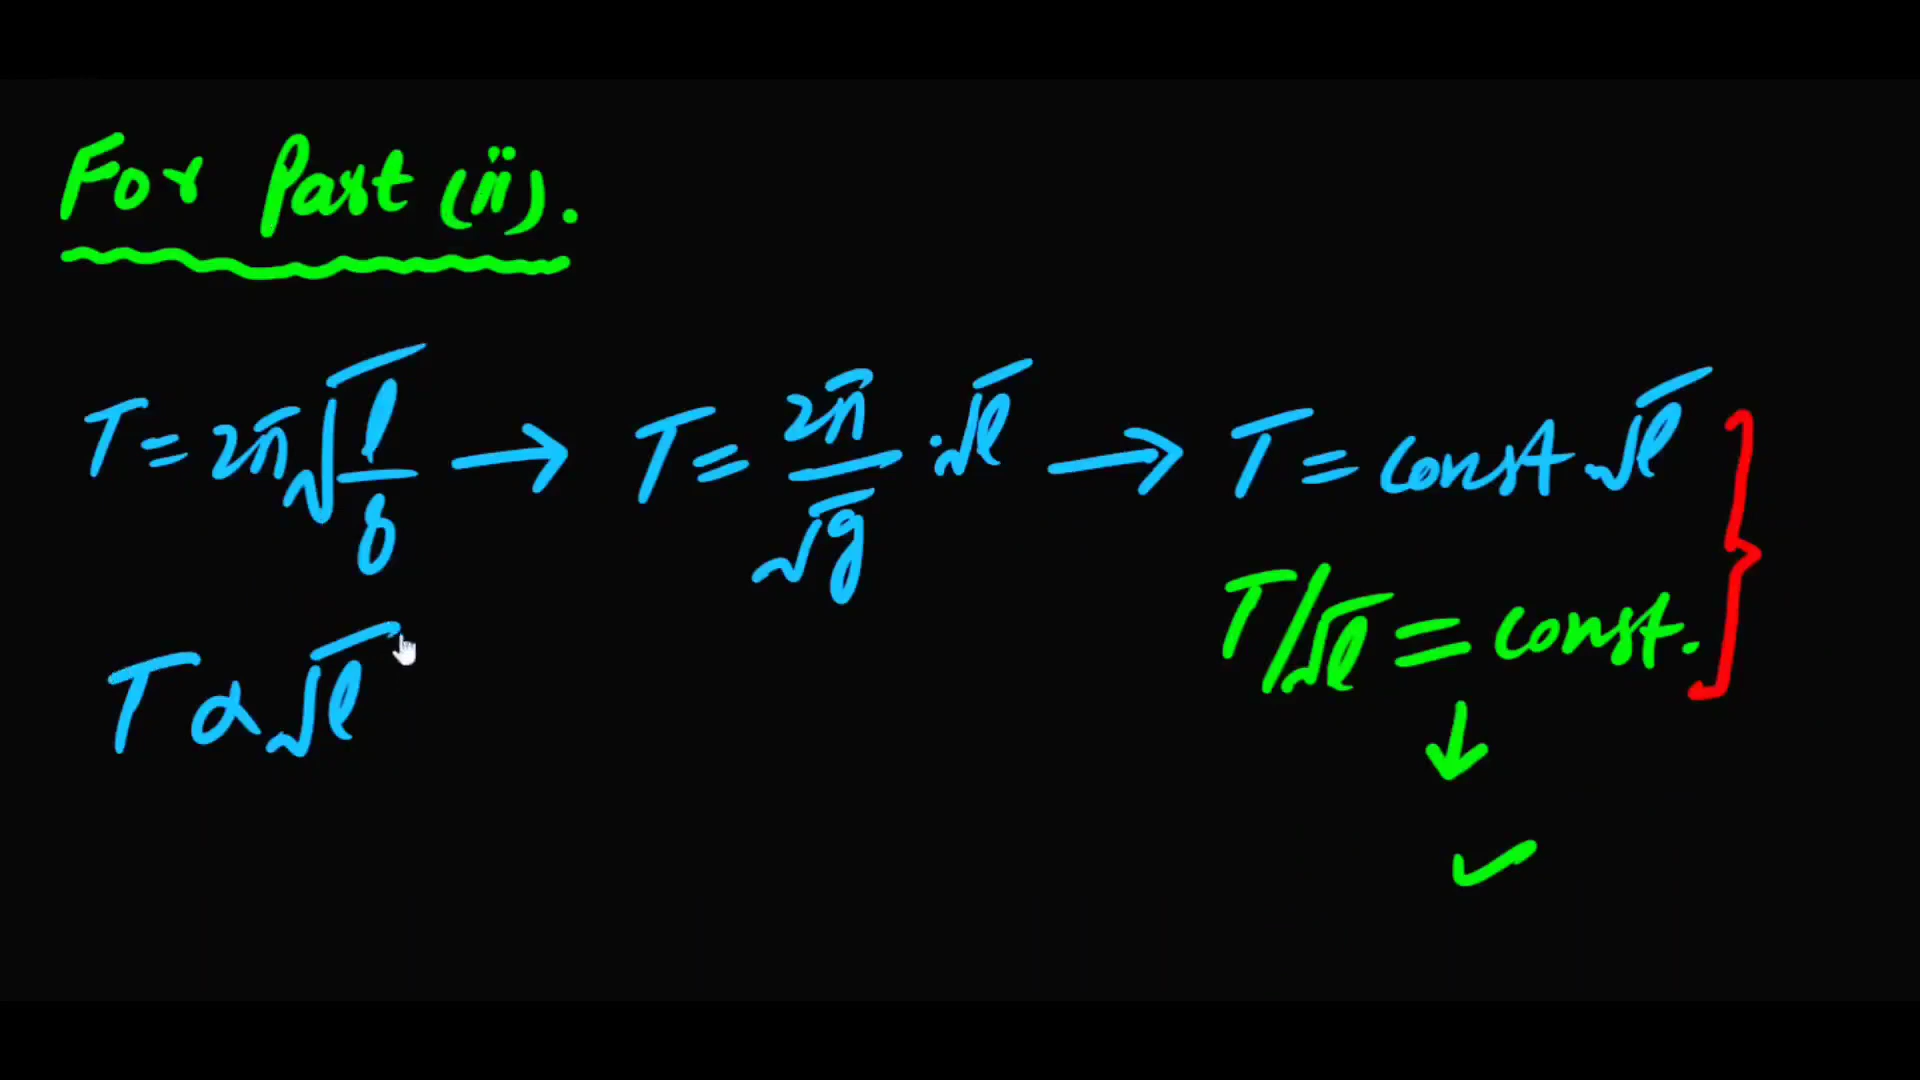 For Part (ii).
T = 2π√(l/g) → T = 2π/√g · √l → T = const √l
T/√l = const.
T ∝ √l